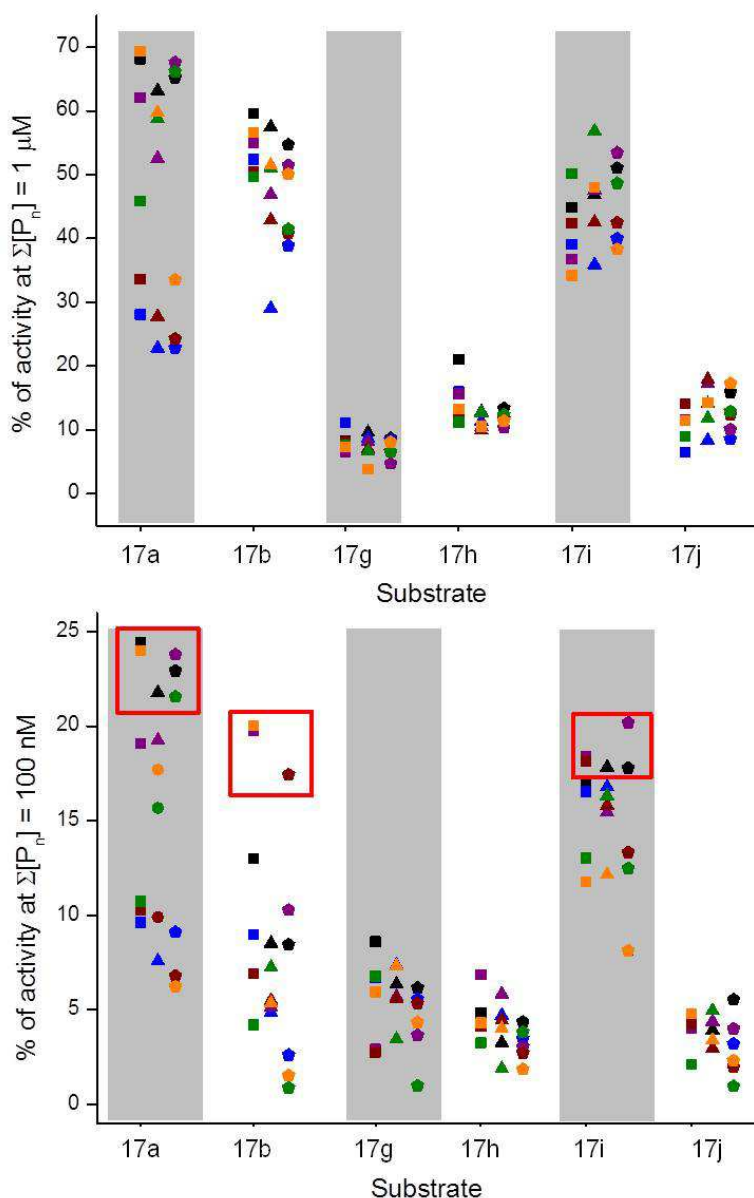 % of activity at Σ[Pn] = 1 μM
70
60
50
40
30
20
10
0
17a 17b 17g 17h 17i 17j
Substrate
% of activity at Σ[Pn] = 100 nM
25
20
15
10
5
0
17a 17b 17g 17h 17i 17j
Substrate